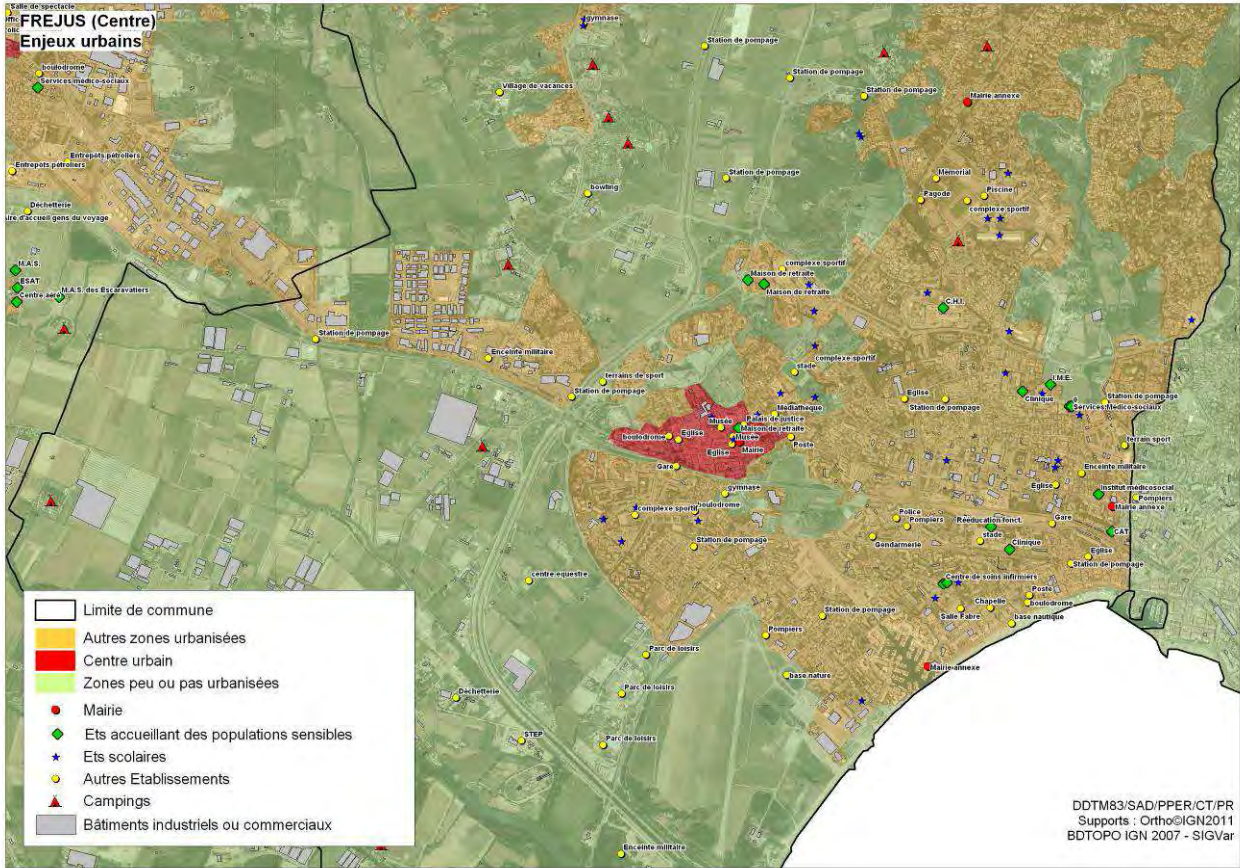 Salle de spectacle
FREJUS (Centre)
Enjeux urbains
gymnase
Station de pompage
boulodrome
Services médico-sociaux
Village de vacances
Station de pompage
Station de pompage
Mairie annexe
Entrepots pétroliers
Entrepots pétroliers
Station de pompage
Mémorial
bowling
Pagode
Piscine
complexe sportif
Déchetterie
Aire d'accueil gens du voyage
M.A.S.
ESAT
Centre aéré
M.A.S. des Escaravatiers
complexe sportif
Maison de retraite
Maison de retraite
C.H.I.
Station de pompage
Enceinte militaire
complexe sportif
stade
terrains de sport
Station de pompage
I.M.E.
Clinique
Eglise
Station de pompage
Station de pompage
Services Médico-sociaux
Médiathèque
Musée
Palais de justice
Maison de retraite
boulodrome
Eglise
Musée
Mairie
Eglise
Poste
terrain sport
Gare
Enceinte militaire
Eglise
Institut médicosocial
Pompiers
Mairie annexe
gymnase
complexe sportif
boulodrome
Police
Pompiers
Gendarmerie
Rééducation fonct.
stade
Gare
CAT
Clinique
Eglise
Station de pompage
Station de pompage
centre equestre
Centre de soins infirmiers
Poste
boulodrome
Chapelle
Salle Fabre
base nautique
Station de pompage
Pompiers
Parc de loisirs
Mairie annexe
base nature
Parc de loisirs
Déchetterie
STEP
Parc de loisirs
Enceinte militaire
Limite de commune
Autres zones urbanisées
Centre urbain
Zones peu ou pas urbanisées
Mairie
Ets accueillant des populations sensibles
Ets scolaires
Autres Etablissements
Campings
Bâtiments industriels ou commerciaux
DDTM83/SAD/PPER/CT/PR
Supports : Ortho©IGN2011
BDTOPO IGN 2007 - SIGVar